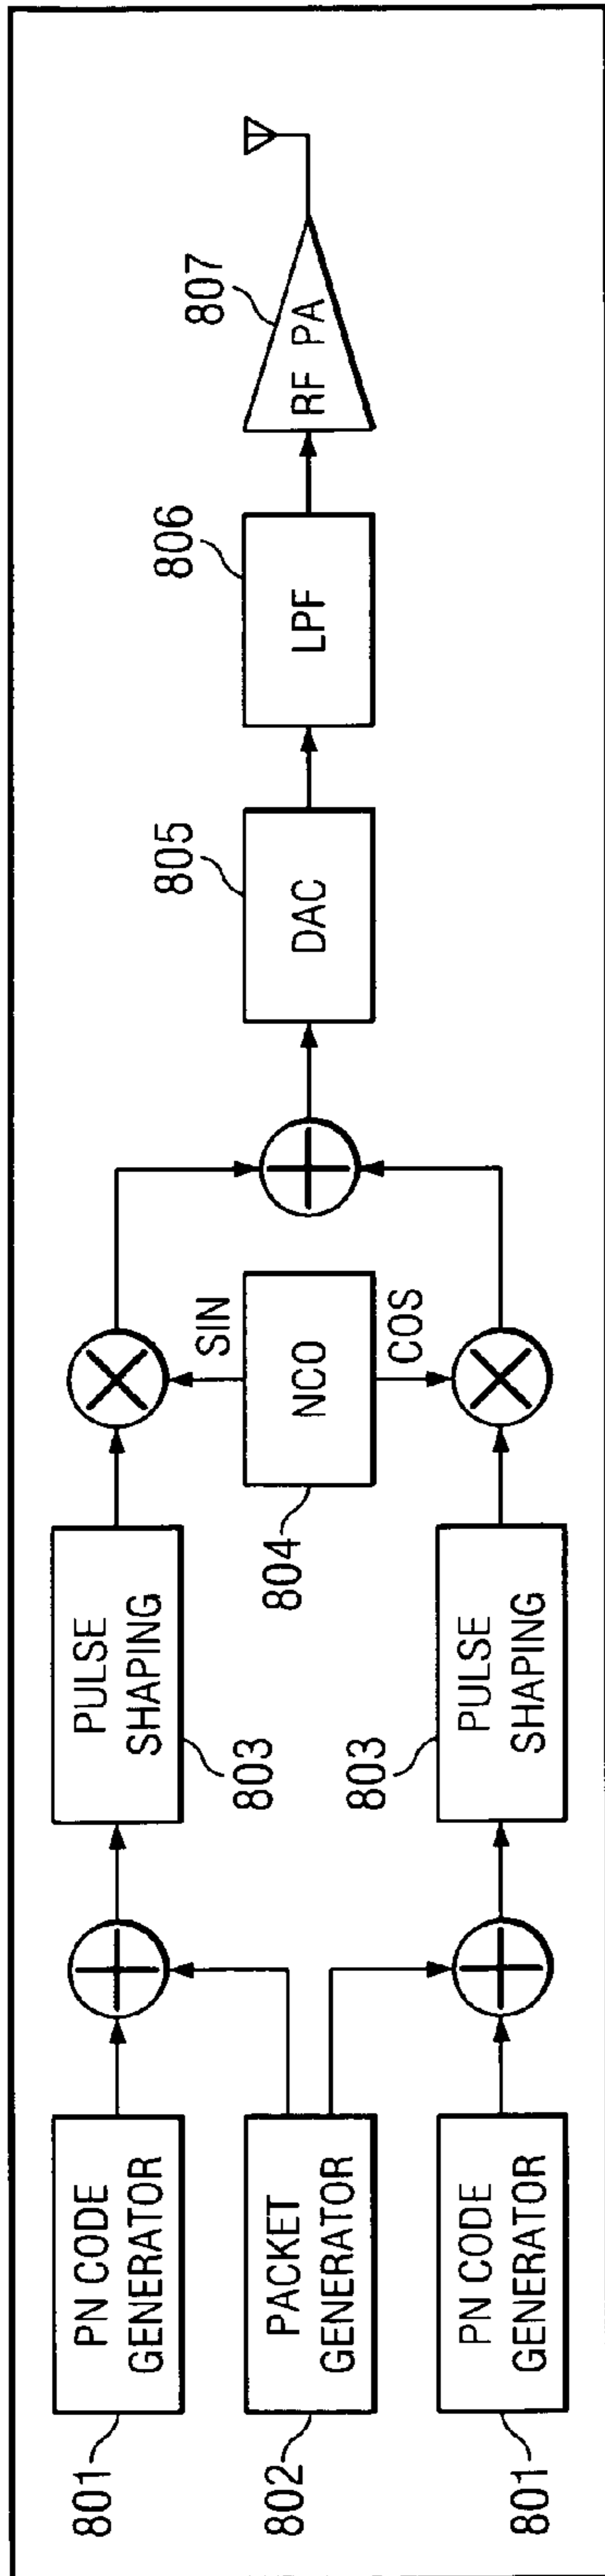 801
PN CODE
GENERATOR
802
PACKET
GENERATOR
801
PN CODE
GENERATOR
PULSE
SHAPING
803
PULSE
SHAPING
803
SIN
NCO
COS
804
DAC
805
LPF
806
RF PA
807